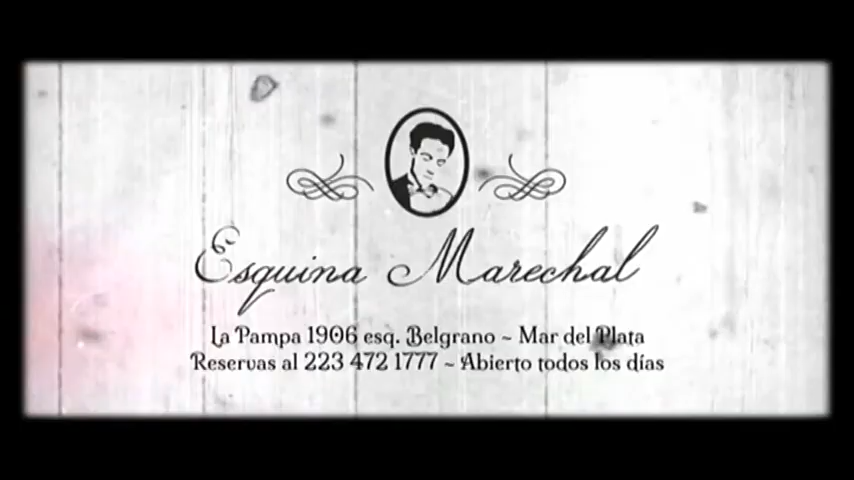 Esquina Marechal
La Pampa 1906 esq. Belgrano ~ Mar del Plata
Reservas al 223 472 1777 ~ Abierto todos los días